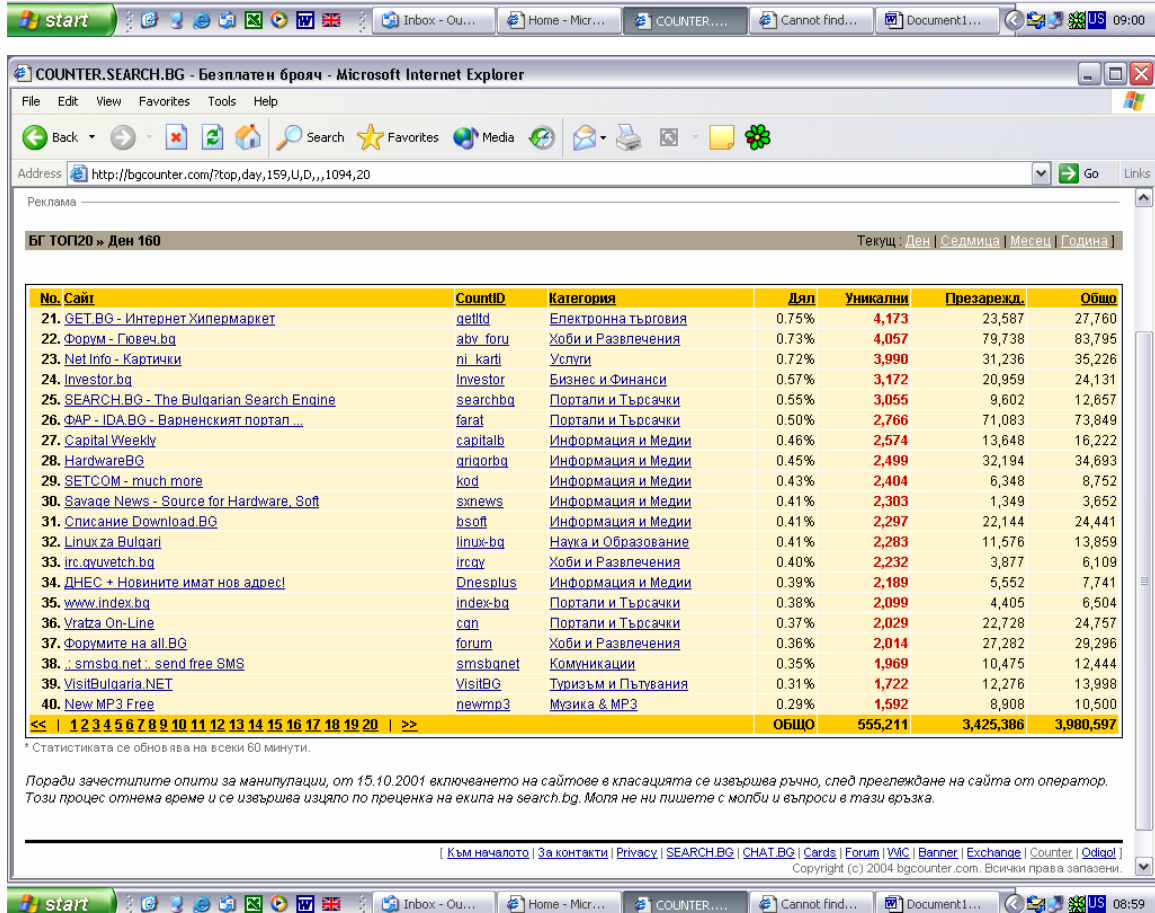 start Inbox - Ou... Home - Micr... COUNTER.... Cannot find... Document1... US 09:00
COUNTER.SEARCH.BG - Безплатен брояч - Microsoft Internet Explorer
File Edit View Favorites Tools Help
Back Search Favorites Media
Address http://bgcounter.com/?top,day,159,U,D,,,1094,20 Go Links
Реклама
БГ ТОП20 » Ден 160 Текущ : Ден | Седмица | Месец | Година ]
No. Сайт CountID Категория Дял Уникални Презарежд. Общо
21. GET.BG - Интернет Хипермаркет getltd Електронна търговия 0.75% 4,173 23,587 27,760
22. Форум - Гювеч.bg abv_foru Хоби и Развлечения 0.73% 4,057 79,738 83,795
23. Net Info - Картички ni_karti Услуги 0.72% 3,990 31,236 35,226
24. Investor.bg Investor Бизнес и Финанси 0.57% 3,172 20,959 24,131
25. SEARCH.BG - The Bulgarian Search Engine searchbg Портали и Търсачки 0.55% 3,055 9,602 12,657
26. ФАР - IDA.BG - Варненският портал ... farat Портали и Търсачки 0.50% 2,766 71,083 73,849
27. Capital Weekly capitalb Информация и Медии 0.46% 2,574 13,648 16,222
28. HardwareBG grigorbg Информация и Медии 0.45% 2,499 32,194 34,693
29. SETCOM - much more kod Информация и Медии 0.43% 2,404 6,348 8,752
30. Savage News - Source for Hardware, Soft sxnews Информация и Медии 0.41% 2,303 1,349 3,652
31. Списание Download.BG bsoft Информация и Медии 0.41% 2,297 22,144 24,441
32. Linux za Bulgari linux-bg Наука и Образование 0.41% 2,283 11,576 13,859
33. irc.gyuvetch.bg ircgy Хоби и Развлечения 0.40% 2,232 3,877 6,109
34. ДНЕС + Новините имат нов адрес! Dnesplus Информация и Медии 0.39% 2,189 5,552 7,741
35. www.index.bg index-bg Портали и Търсачки 0.38% 2,099 4,405 6,504
36. Vratza On-Line cgn Портали и Търсачки 0.37% 2,029 22,728 24,757
37. Форумите на all.BG forum Хоби и Развлечения 0.36% 2,014 27,282 29,296
38. .: smsbg.net :. send free SMS smsbgnet Комуникации 0.35% 1,969 10,475 12,444
39. VisitBulgaria.NET VisitBG Туризъм и Пътувания 0.31% 1,722 12,276 13,998
40. New MP3 Free newmp3 Музика & MP3 0.29% 1,592 8,908 10,500
<< | 1 2 3 4 5 6 7 8 9 10 11 12 13 14 15 16 17 18 19 20 | >> ОБЩО 555,211 3,425,386 3,980,597
* Статистиката се обновява на всеки 60 минути.
Поради зачестилите опити за манипулации, от 15.10.2001 включването на сайтове в класацията се извършва ръчно, след преглеждане на сайта от оператор.
Този процес отнема време и се извършва изцяло по преценка на екипа на search.bg. Моля не ни пишете с молби и въпроси в тази връзка.
[ Към началото | За контакти | Privacy | SEARCH.BG | CHAT.BG | Cards | Forum | WiC | Banner | Exchange | Counter | Odigo! ]
Copyright (c) 2004 bgcounter.com. Всички права запазени.
start Inbox - Ou... Home - Micr... COUNTER.... Cannot find... Document1... US 08:59